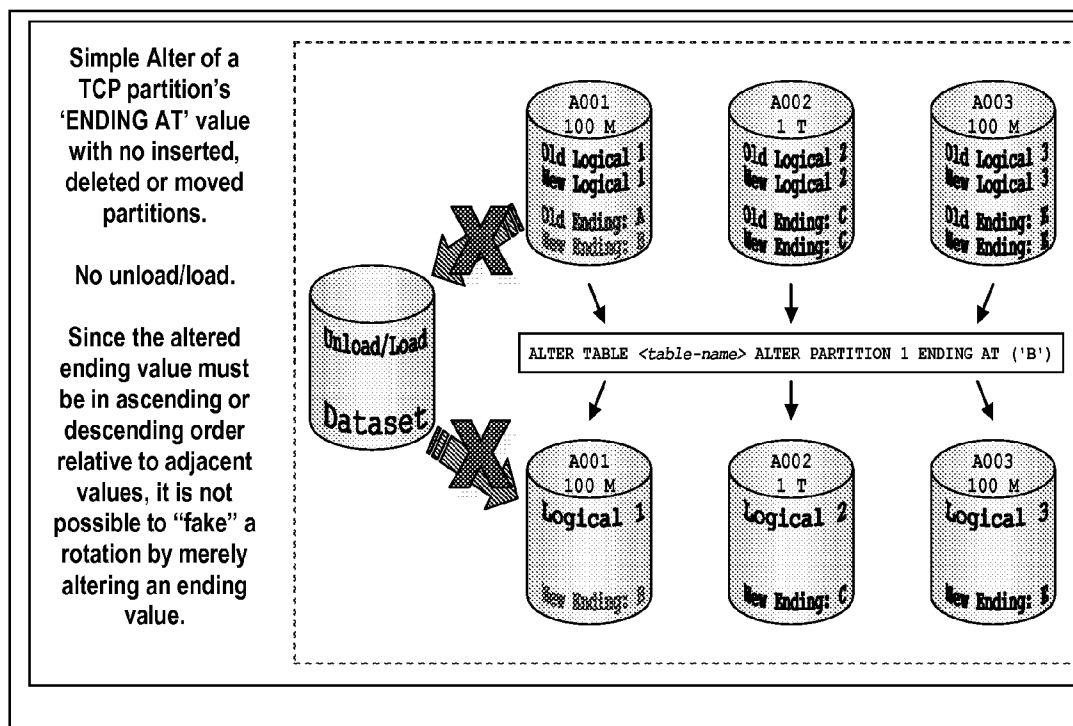 Simple Alter of a
TCP partition's
'ENDING AT' value
with no inserted,
deleted or moved
partitions.
No unload/load.
Since the altered
ending value must
be in ascending or
descending order
relative to adjacent
values, it is not
possible to “fake” a
rotation by merely
altering an ending
value.
A001
100 M
Old Logical 1
New Logical 1
Old Ending: A
New Ending: B
A002
1 T
Old Logical 2
New Logical 2
Old Ending: C
New Ending: C
A003
100 M
Old Logical 3
New Logical 3
Old Ending: E
New Ending: E
X
Unload/Load
Dataset
X
ALTER TABLE <table-name> ALTER PARTITION 1 ENDING AT ('B')
A001
100 M
Logical 1
New Ending: B
A002
1 T
Logical 2
New Ending: C
A003
100 M
Logical 3
New Ending: E